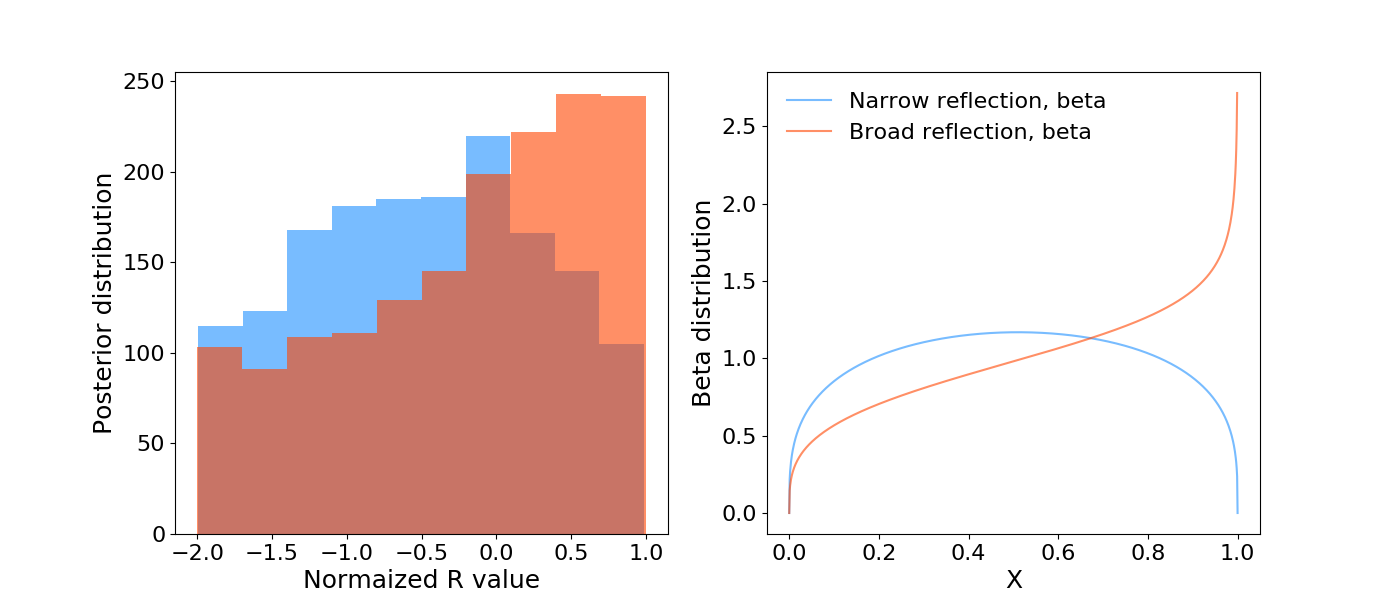 Posterior distribution
250
200
150
100
50
0
−2.0 −1.5 −1.0 −0.5 0.0 0.5 1.0
Normaized R value
Beta distribution
2.5
2.0
1.5
1.0
0.5
0.0
Narrow reflection, beta
Broad reflection, beta
0.0 0.2 0.4 0.6 0.8 1.0
X